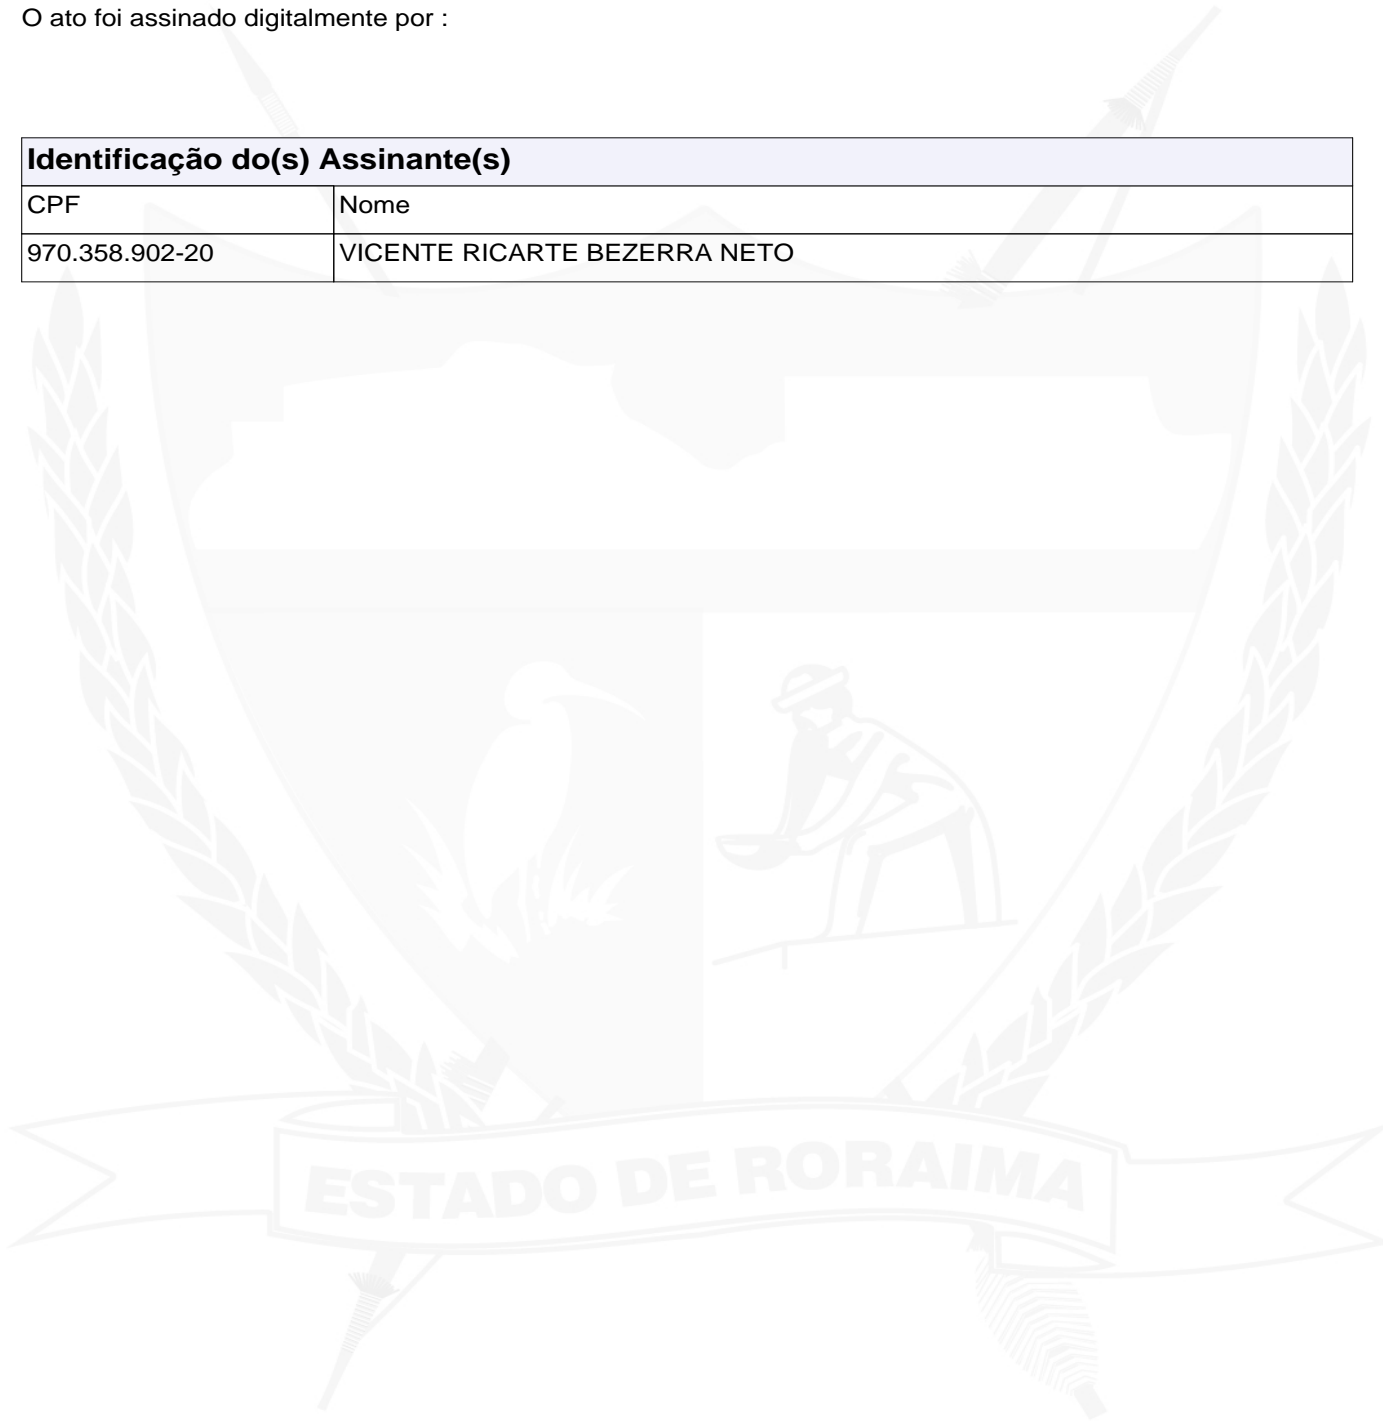 O ato foi assinado digitalmente por :
Identificação do(s) Assinante(s)
CPF Nome
970.358.902-20 VICENTE RICARTE BEZERRA NETO
ESTADO DE RORAIMA